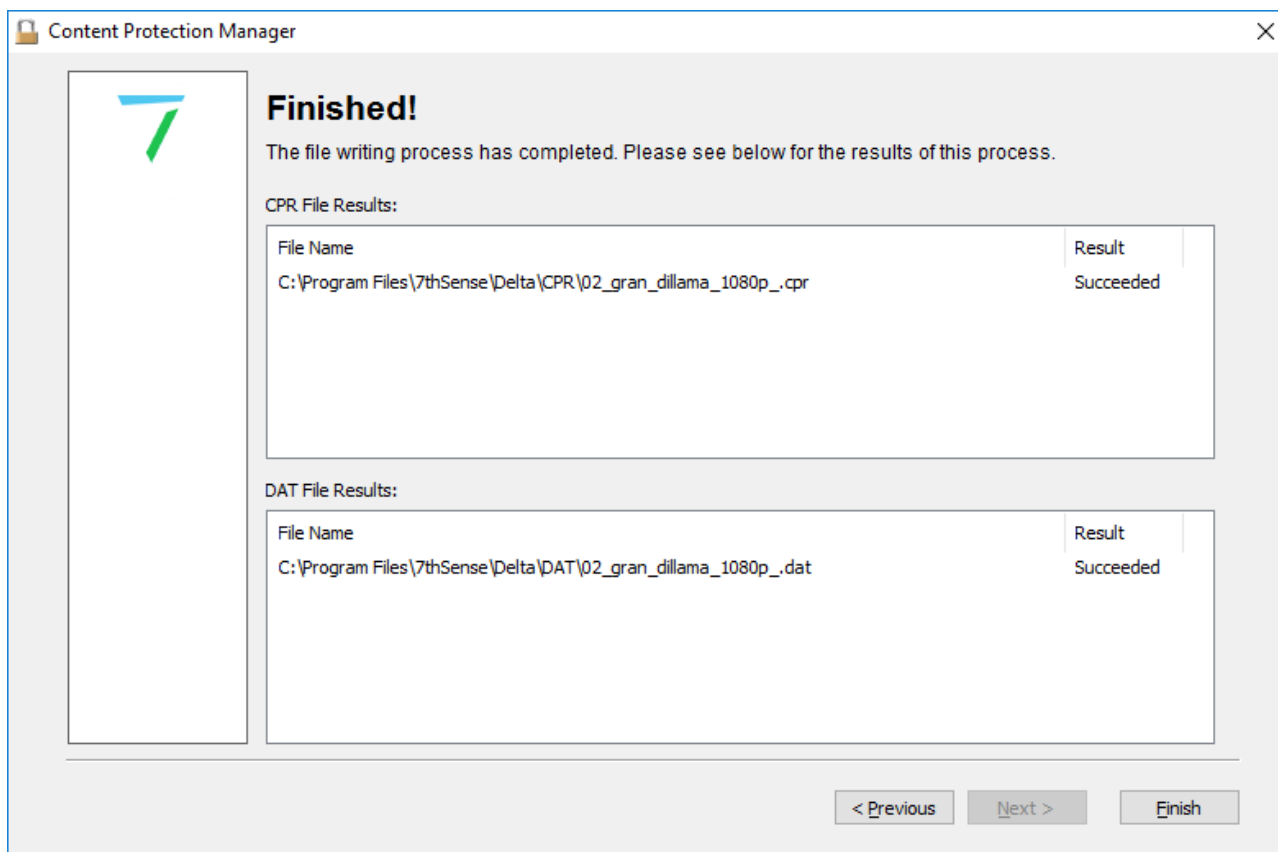 Content Protection Manager
Finished!
The file writing process has completed. Please see below for the results of this process.
CPR File Results:
File Name Result
C:\Program Files\7thSense\Delta\CPR\02_gran_dillama_1080p_.cpr Succeeded
DAT File Results:
File Name Result
C:\Program Files\7thSense\Delta\DAT\02_gran_dillama_1080p_.dat Succeeded
< Previous Next > Finish